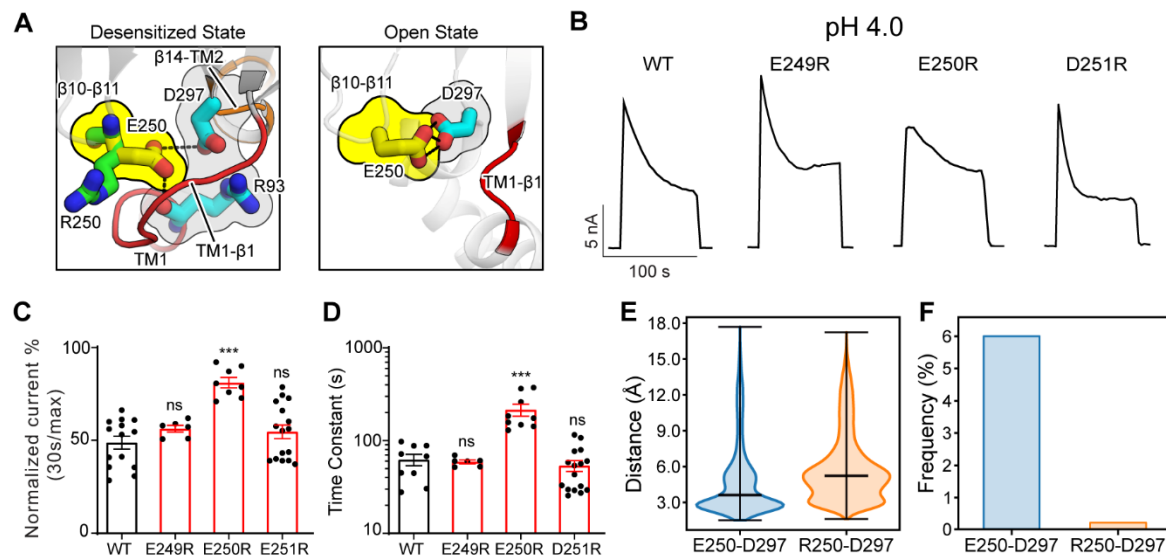 A
Desensitized State
Open State
β14-TM2
β10-β11
D297
E250
R93
R250
TM1
TM1-β1
β10-β11
D297
E250
TM1-β1
B
pH 4.0
WT
E249R
E250R
D251R
5 nA
100 s
C
Normalized current %
(30s/max)
100
50
0
ns
***
ns
WT
E249R
E250R
E251R
D
Time Constant (s)
1000
100
10
ns
***
ns
WT
E249R
E250R
D251R
E
Distance (Å)
18.0
15.0
12.0
9.0
6.0
3.0
E250-D297
R250-D297
F
Frequency (%)
6
5
4
3
2
1
0
E250-D297
R250-D297